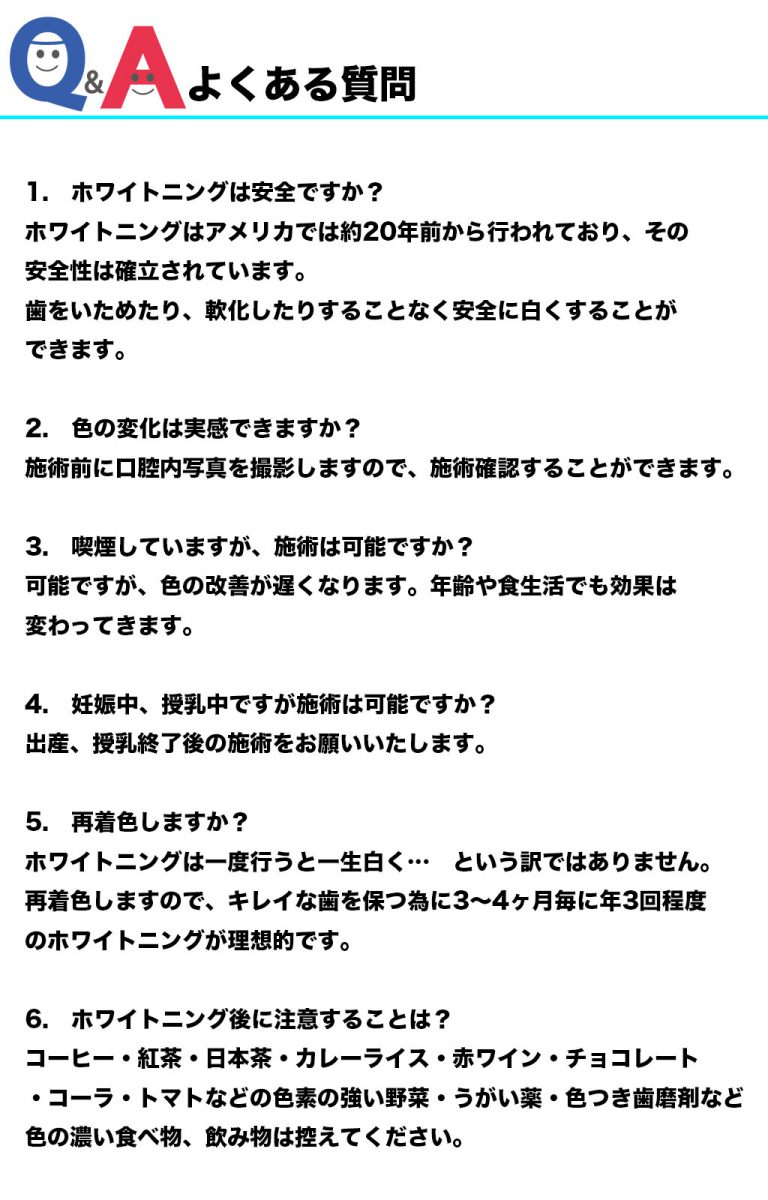 Q&Aよくある質問
1.　ホワイトニングは安全ですか？
ホワイトニングはアメリカでは約20年前から行われており、その
安全性は確立されています。
歯をいためたり、軟化したりすることなく安全に白くすることが
できます。
2.　色の変化は実感できますか？
施術前に口腔内写真を撮影しますので、施術確認することができます。
3.　喫煙していますが、施術は可能ですか？
可能ですが、色の改善が遅くなります。年齢や食生活でも効果は
変わってきます。
4.　妊娠中、授乳中ですが施術は可能ですか？
出産、授乳終了後の施術をお願いいたします。
5.　再着色しますか？
ホワイトニングは一度行うと一生白く…　という訳ではありません。
再着色しますので、キレイな歯を保つ為に3〜4ヶ月毎に年3回程度
のホワイトニングが理想的です。
6.　ホワイトニング後に注意することは？
コーヒー・紅茶・日本茶・カレーライス・赤ワイン・チョコレート
・コーラ・トマトなどの色素の強い野菜・うがい薬・色つき歯磨剤など
色の濃い食べ物、飲み物は控えてください。